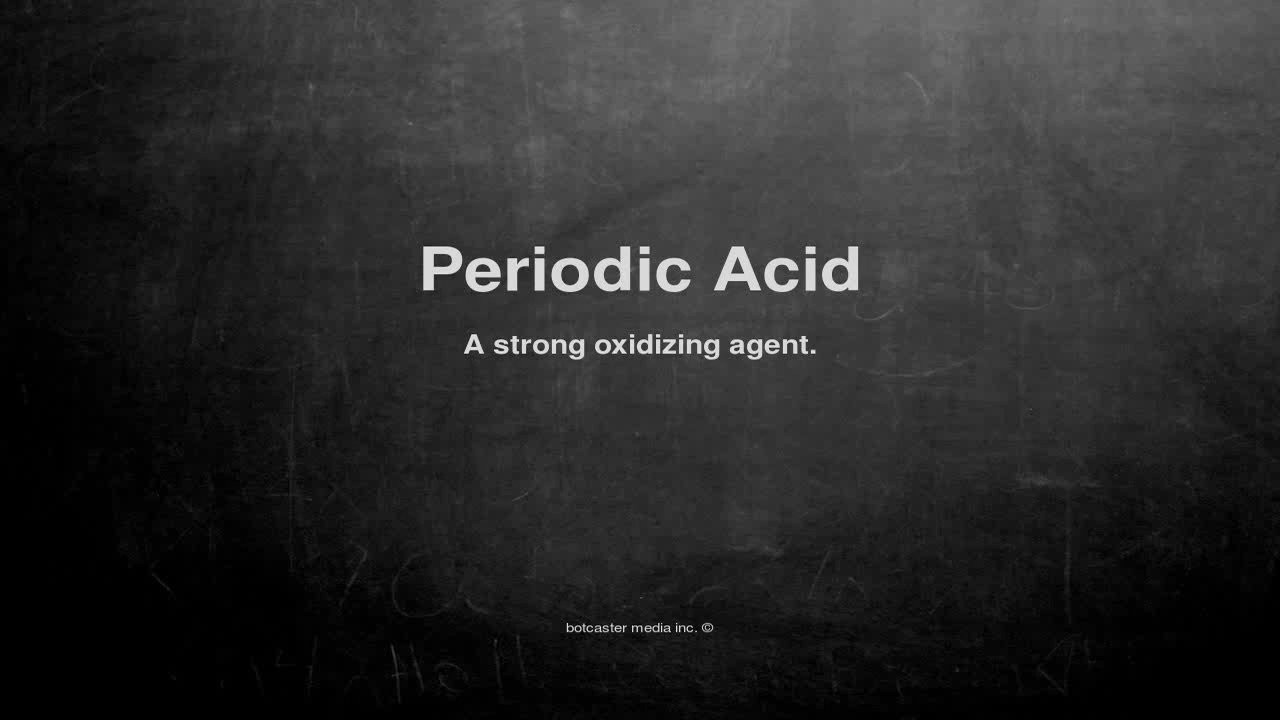 Periodic Acid
A strong oxidizing agent.
botcaster media inc. ©